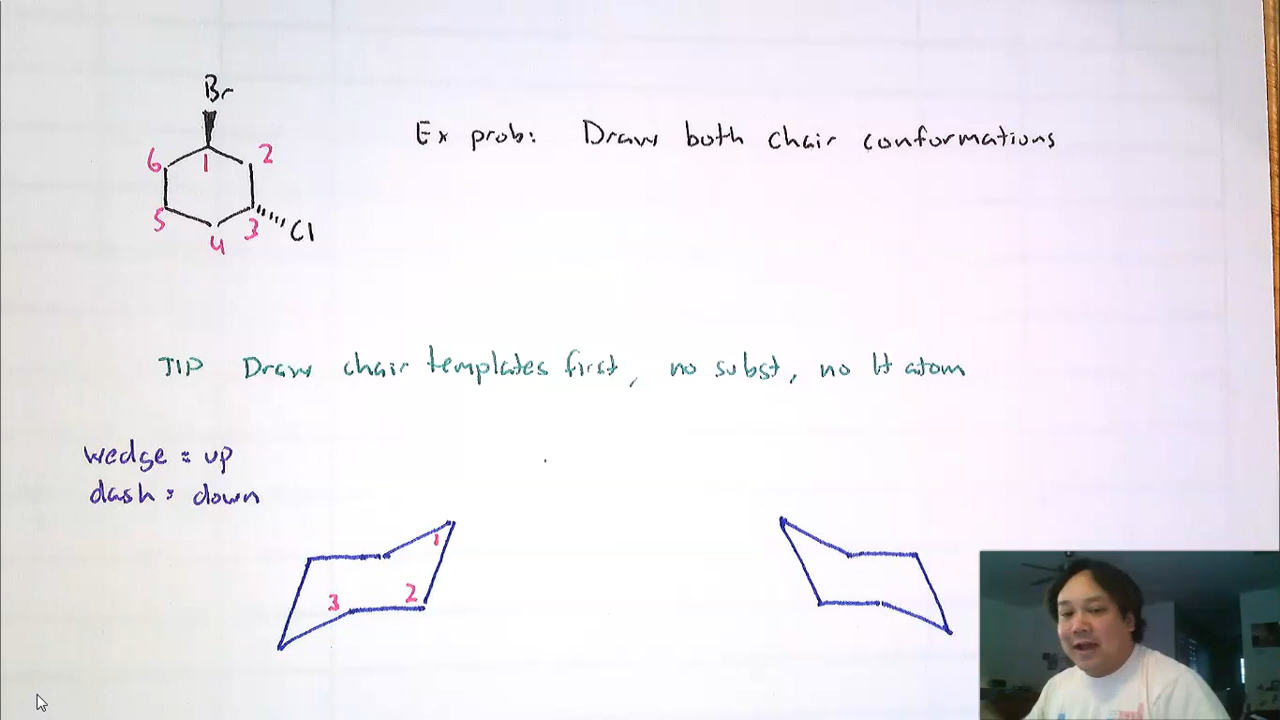 Br
6 1 2
5 4 3 Cl
Ex prob: Draw both chair conformations
TIP Draw chair templates first, no subst, no H atom
wedge = up
dash = down
1
3 2